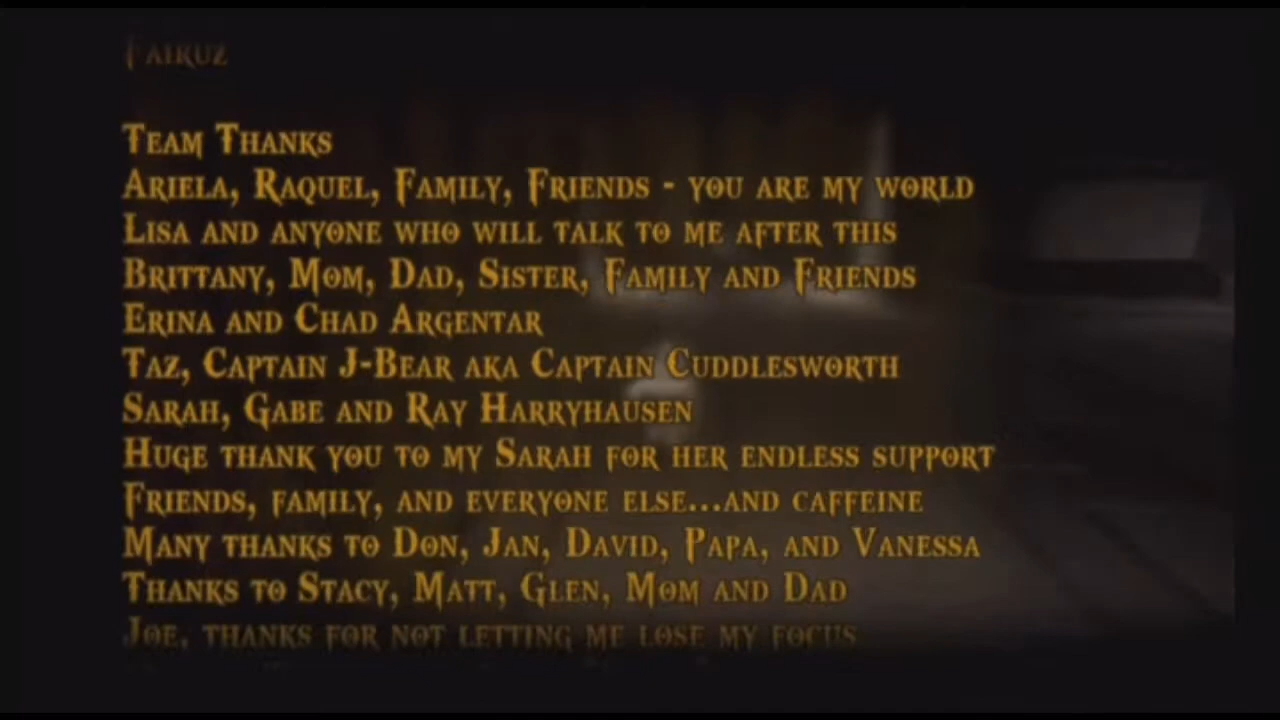 Fairuz
Team Thanks
Ariela, Raquel, Family, Friends - you are my world
Lisa and anyone who will talk to me after this
Brittany, Mom, Dad, Sister, Family and Friends
Erina and Chad Argentar
Taz, Captain J-Bear aka Captain Cuddlesworth
Sarah, Gabe and Ray Harryhausen
Huge thank you to my Sarah for her endless support
Friends, family, and everyone else...and caffeine
Many thanks to Don, Jan, David, Papa, and Vanessa
Thanks to Stacy, Matt, Glen, Mom and Dad
Joe, thanks for not letting me lose my focus